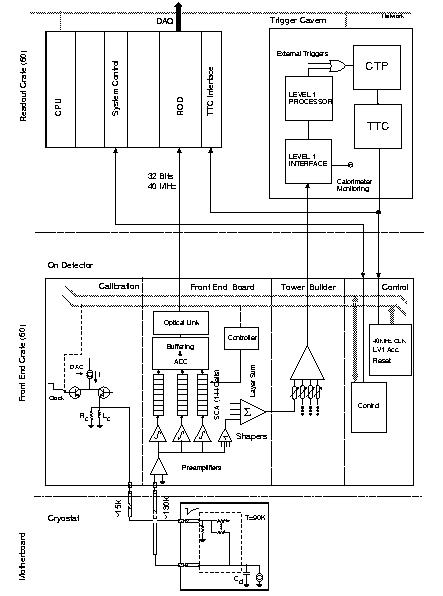 DAQ
Trigger Cavern
Network
External Triggers
CTP
LEVEL 1
PROCESSOR
TTC
LEVEL 1
INTERFACE
Calorimeter
Monitoring
Readout Crate (60)
CPU
System Control
ROD
TTC Interface
32 Bits
40 MHz
On Detector
Calibration
Front End Board
Tower Builder
Control
Front End Crate (60)
Optical Link
Buffering
&
ADC
Controller
40MHz CLK
LV1 Acc.
Reset
DAC
I
Clock
SCA (144 Cells)
Layer Sum
Σ
Control
Shapers
Preamplifiers
~15k
~130k
Cryostat
T=90K
Motherboard